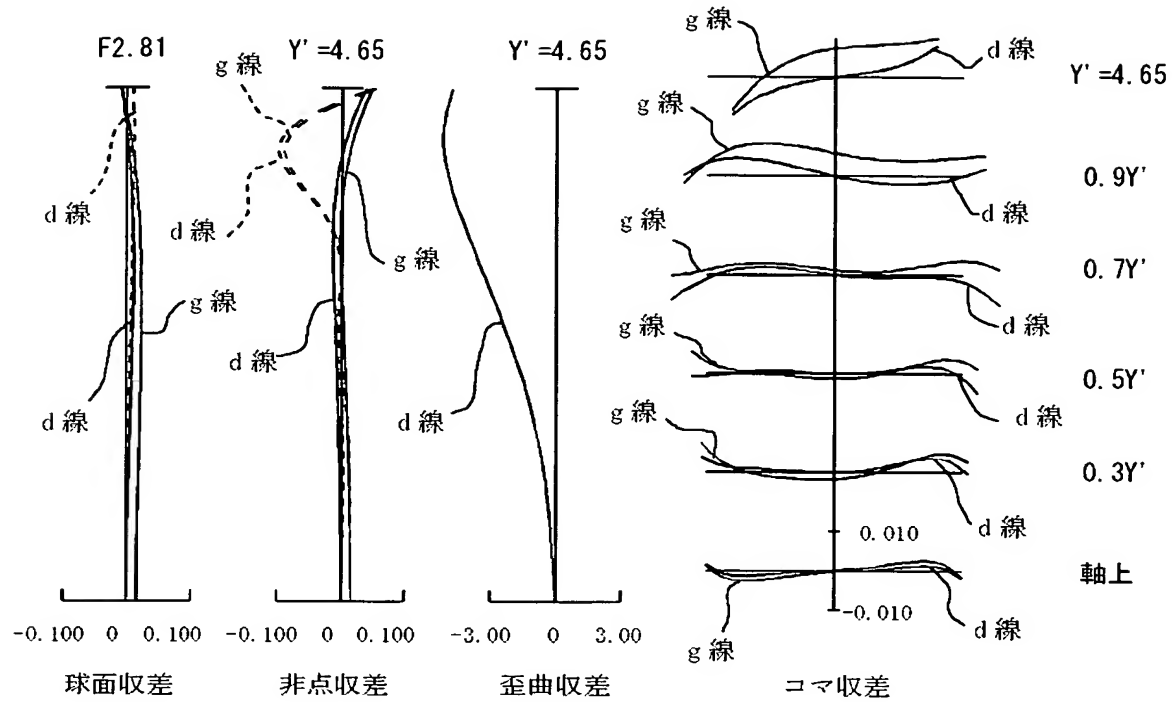 F2.81
d 線
g 線
d 線
-0.100 0 0.100
球面収差
Y'=4.65
g 線
d 線
g 線
d 線
-0.100 0 0.100
非点収差
Y'=4.65
d 線
-3.00 0 3.00
歪曲収差
g 線
d 線
Y'=4.65
g 線
d 線
0.9Y'
g 線
d 線
0.7Y'
g 線
d 線
0.5Y'
g 線
d 線
0.3Y'
0.010
軸上
-0.010
g 線
d 線
コマ収差